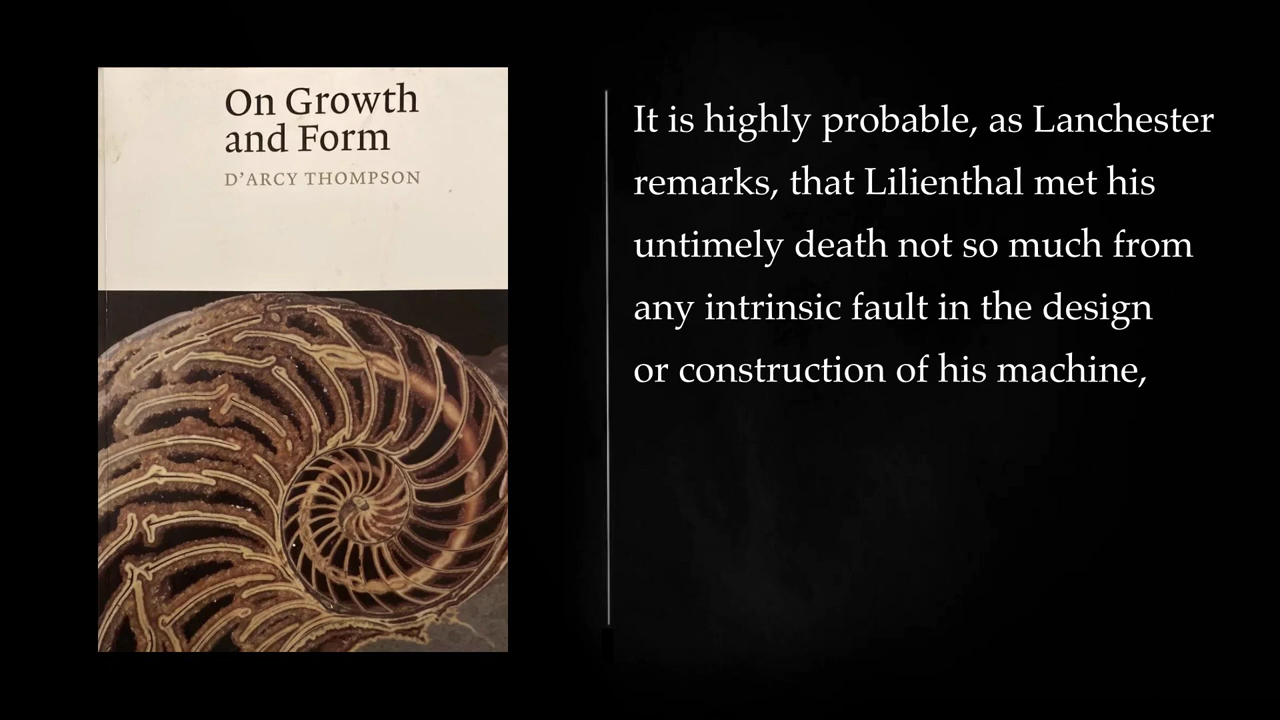 On Growth
and Form
D'ARCY THOMPSON
It is highly probable, as Lanchester
remarks, that Lilienthal met his
untimely death not so much from
any intrinsic fault in the design
or construction of his machine,